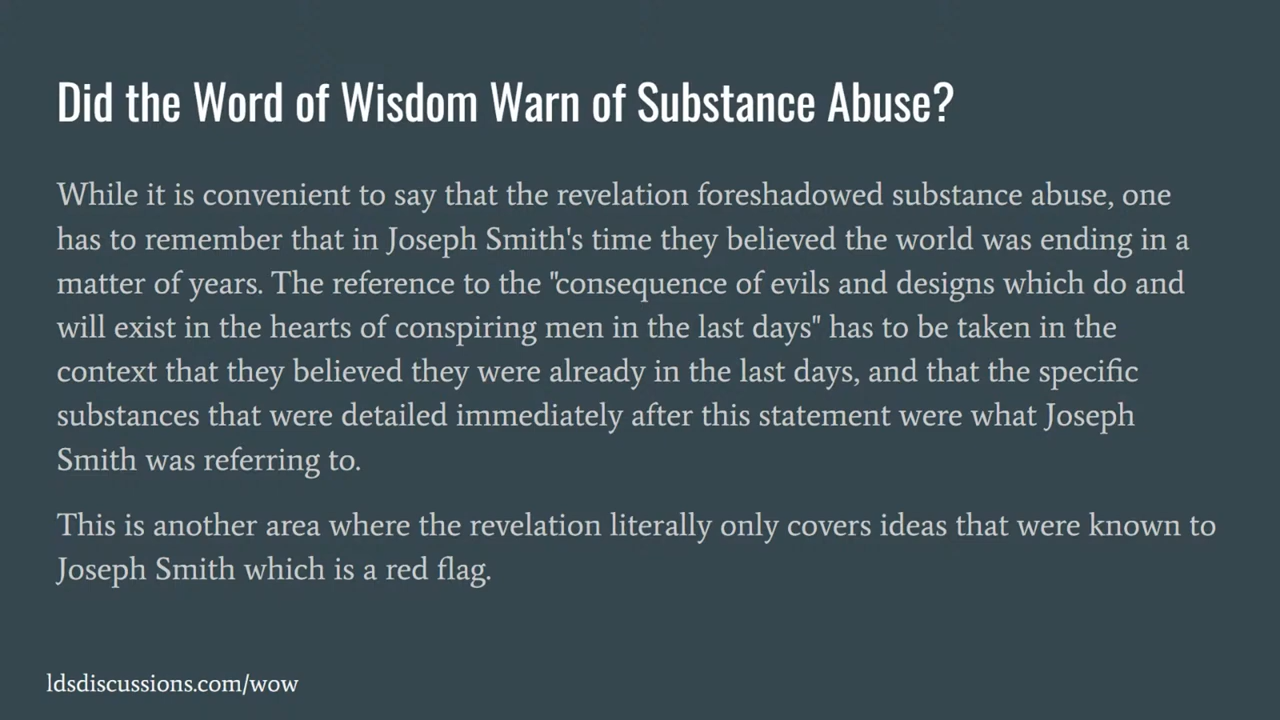 Did the Word of Wisdom Warn of Substance Abuse?
While it is convenient to say that the revelation foreshadowed substance abuse, one
has to remember that in Joseph Smith's time they believed the world was ending in a
matter of years. The reference to the "consequence of evils and designs which do and
will exist in the hearts of conspiring men in the last days" has to be taken in the
context that they believed they were already in the last days, and that the specific
substances that were detailed immediately after this statement were what Joseph
Smith was referring to.
This is another area where the revelation literally only covers ideas that were known to
Joseph Smith which is a red flag.
ldsdiscussions.com/wow